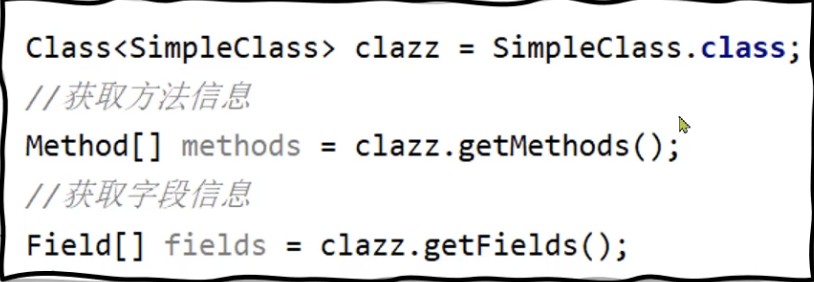 Class<SimpleClass> clazz = SimpleClass.class;
//获取方法信息
Method[] methods = clazz.getMethods();
//获取字段信息
Field[] fields = clazz.getFields();